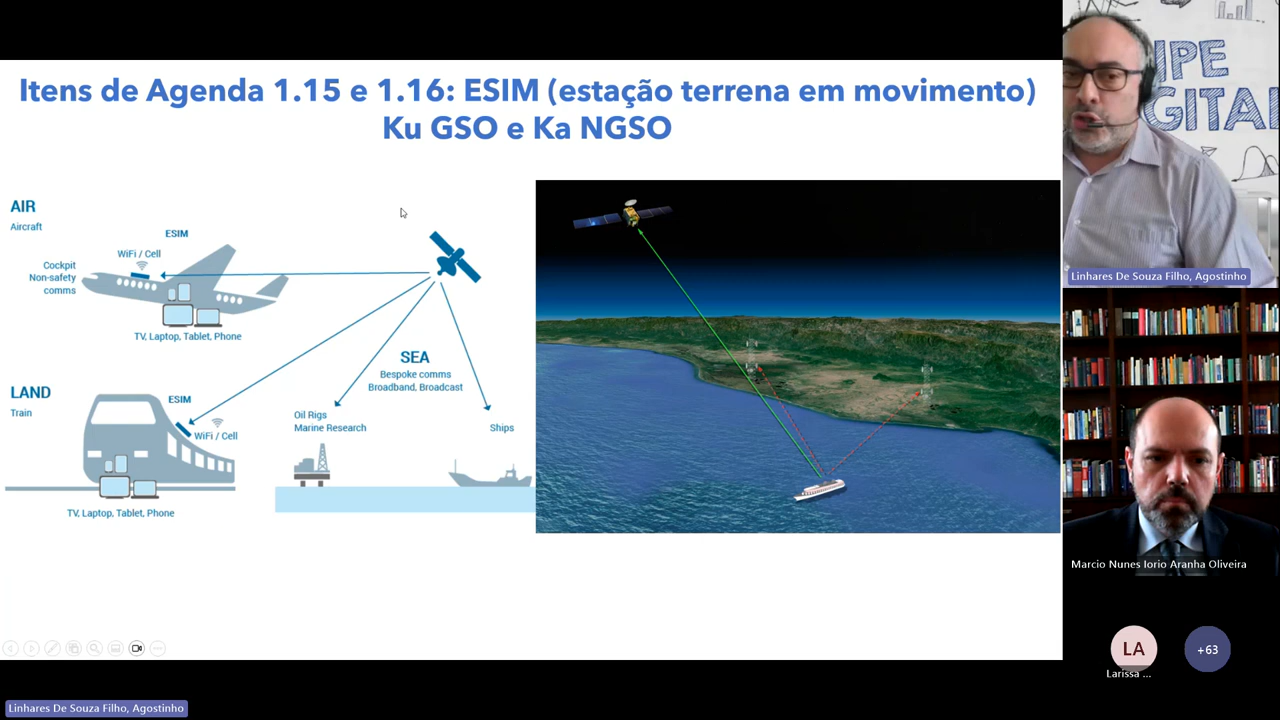 Itens de Agenda 1.15 e 1.16: ESIM (estação terrena em movimento)
Ku GSO e Ka NGSO
AIR
Aircraft
ESIM
WiFi / Cell
Cockpit
Non-safety
comms
TV, Laptop, Tablet, Phone
LAND
Train
ESIM
WiFi / Cell
TV, Laptop, Tablet, Phone
SEA
Bespoke comms
Broadband, Broadcast
Oil Rigs
Marine Research
Ships
IPE
GITAL
Linhares De Souza Filho, Agostinho
Marcio Nunes Iorio Aranha Oliveira
LA
Larissa ...
+63
Linhares De Souza Filho, Agostinho